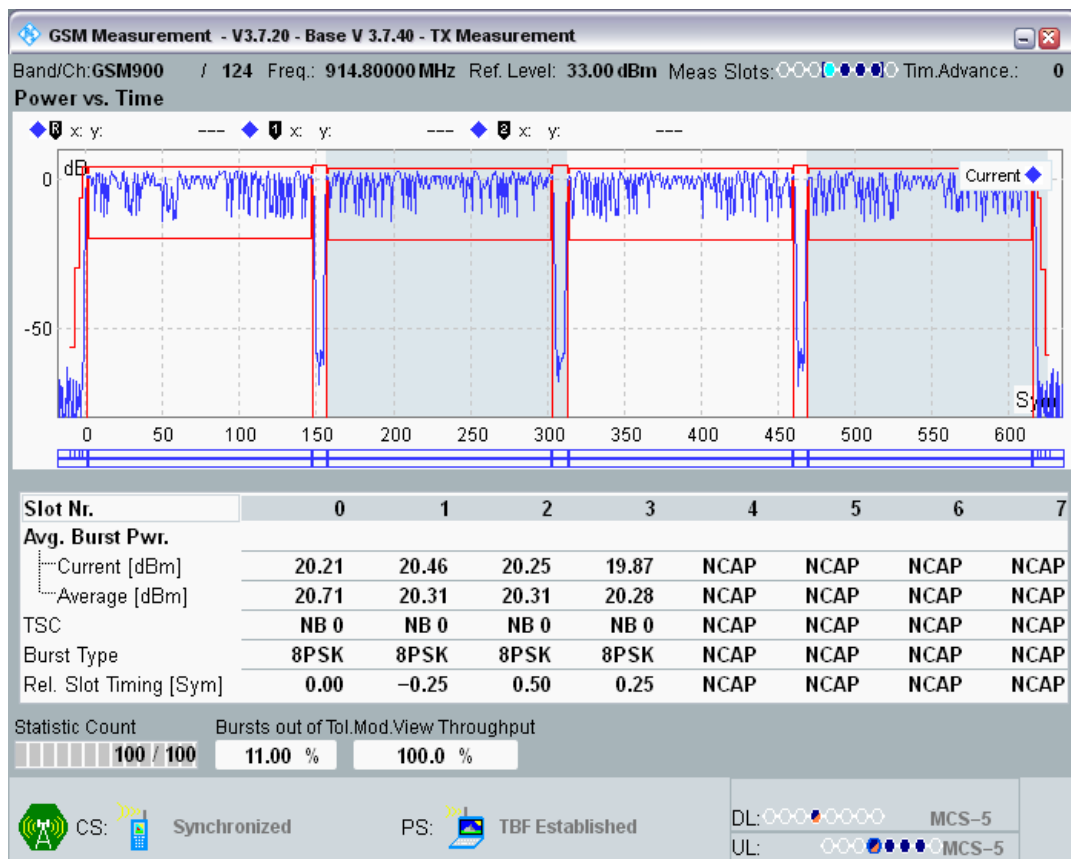 GSM Measurement - V3.7.20 - Base V 3.7.40 - TX Measurement
Band/Ch:GSM900 / 124 Freq.: 914.80000 MHz Ref. Level: 33.00 dBm Meas Slots: Tim.Advance.: 0
Power vs. Time
R x: y: --- 1 x: y: --- 2 x: y: ---
dB
Current
0
-50
Sym
0 50 100 150 200 250 300 350 400 450 500 550 600
Slot Nr. 0 1 2 3 4 5 6 7
Avg. Burst Pwr.
Current [dBm] 20.21 20.46 20.25 19.87 NCAP NCAP NCAP NCAP
Average [dBm] 20.71 20.31 20.31 20.28 NCAP NCAP NCAP NCAP
TSC NB 0 NB 0 NB 0 NB 0 NCAP NCAP NCAP NCAP
Burst Type 8PSK 8PSK 8PSK 8PSK NCAP NCAP NCAP NCAP
Rel. Slot Timing [Sym] 0.00 −0.25 0.50 0.25 NCAP NCAP NCAP NCAP
Statistic Count Bursts out of Tol. Mod.View Throughput
100 / 100 11.00 % 100.0 %
CS: Synchronized PS: TBF Established DL: MCS−5
UL: MCS−5